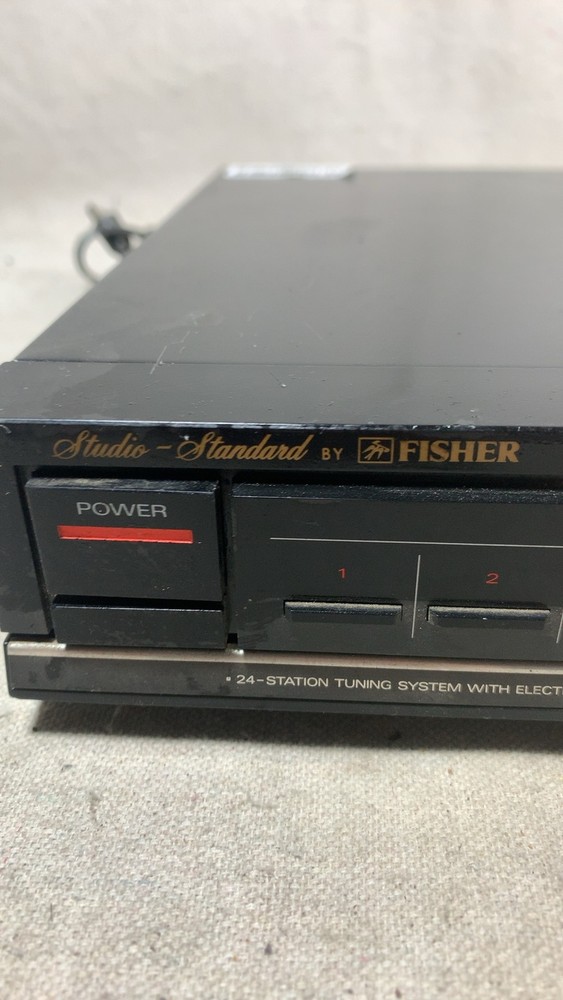 Studio-Standard BY FISHER
POWER
1 2
24-STATION TUNING SYSTEM WITH ELECT